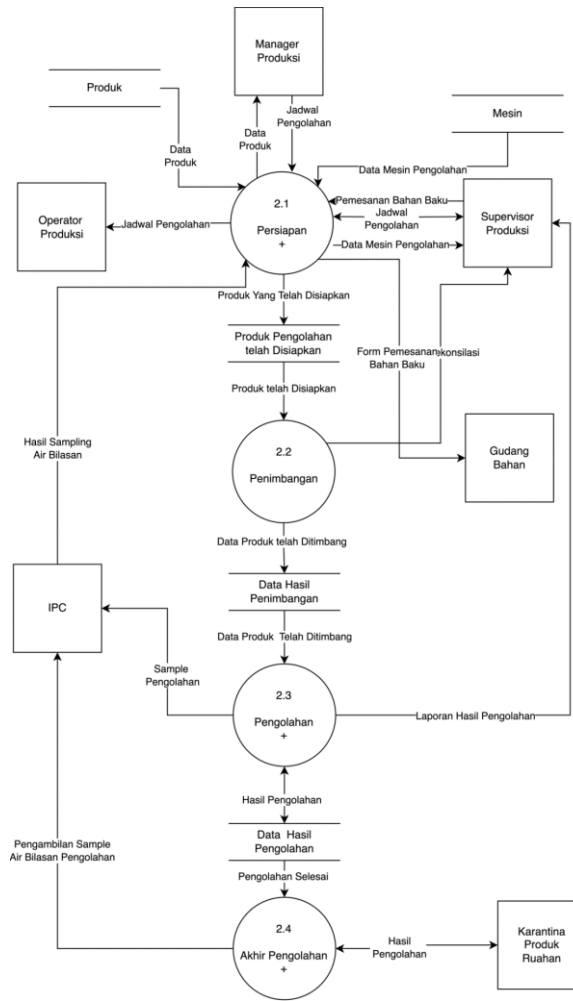 Manager
Produksi
Produk
Mesin
Jadwal
Pengolahan
Data
Produk
Data
Produk
Data Mesin Pengolahan
Operator
Produksi
Jadwal Pengolahan
2.1
Persiapan
+
Pemesanan Bahan Baku
Jadwal
Pengolahan
Data Mesin Pengolahan
Supervisor
Produksi
Produk Yang Telah Disiapkan
Produk Pengolahan
telah Disiapkan
Form Pemesanan
Bahan Baku
konsilasi
Produk telah Disiapkan
Hasil Sampling
Air Bilasan
2.2
Penimbangan
Gudang
Bahan
Data Produk telah Ditimbang
Data Hasil
Penimbangan
IPC
Data Produk Telah Ditimbang
Sample
Pengolahan
2.3
Pengolahan
+
Laporan Hasil Pengolahan
Hasil Pengolahan
Data Hasil
Pengolahan
Pengambilan Sample
Air Bilasan Pengolahan
Pengolahan Selesai
2.4
Akhir Pengolahan
+
Hasil
Pengolahan
Karantina
Produk
Ruahan